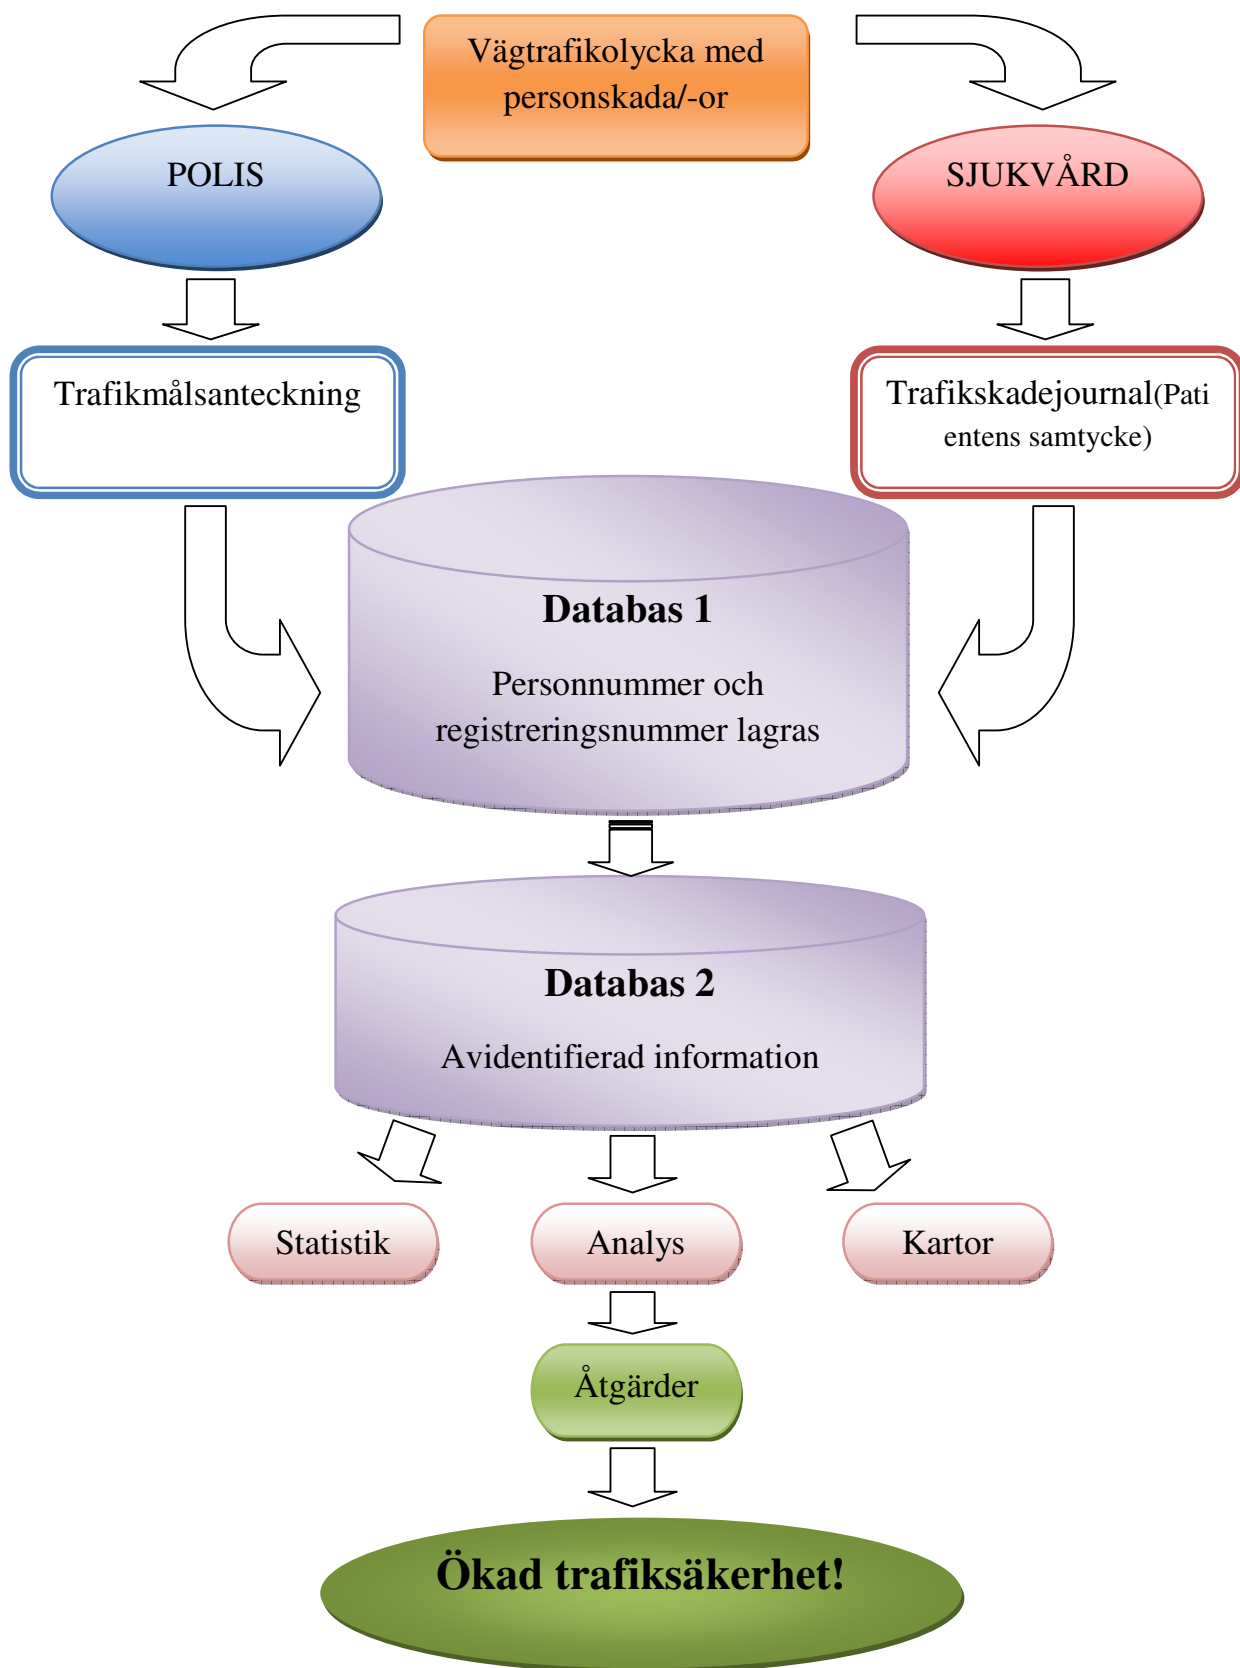 Vägtrafikolycka med
personskada/-or
POLIS
SJUKVÅRD
Trafikmålsanteckning
Trafikskadejournal(Pati
entens samtycke)
Databas 1
Personnummer och
registreringsnummer lagras
Databas 2
Avidentifierad information
Statistik
Analys
Kartor
Åtgärder
Ökad trafiksäkerhet!